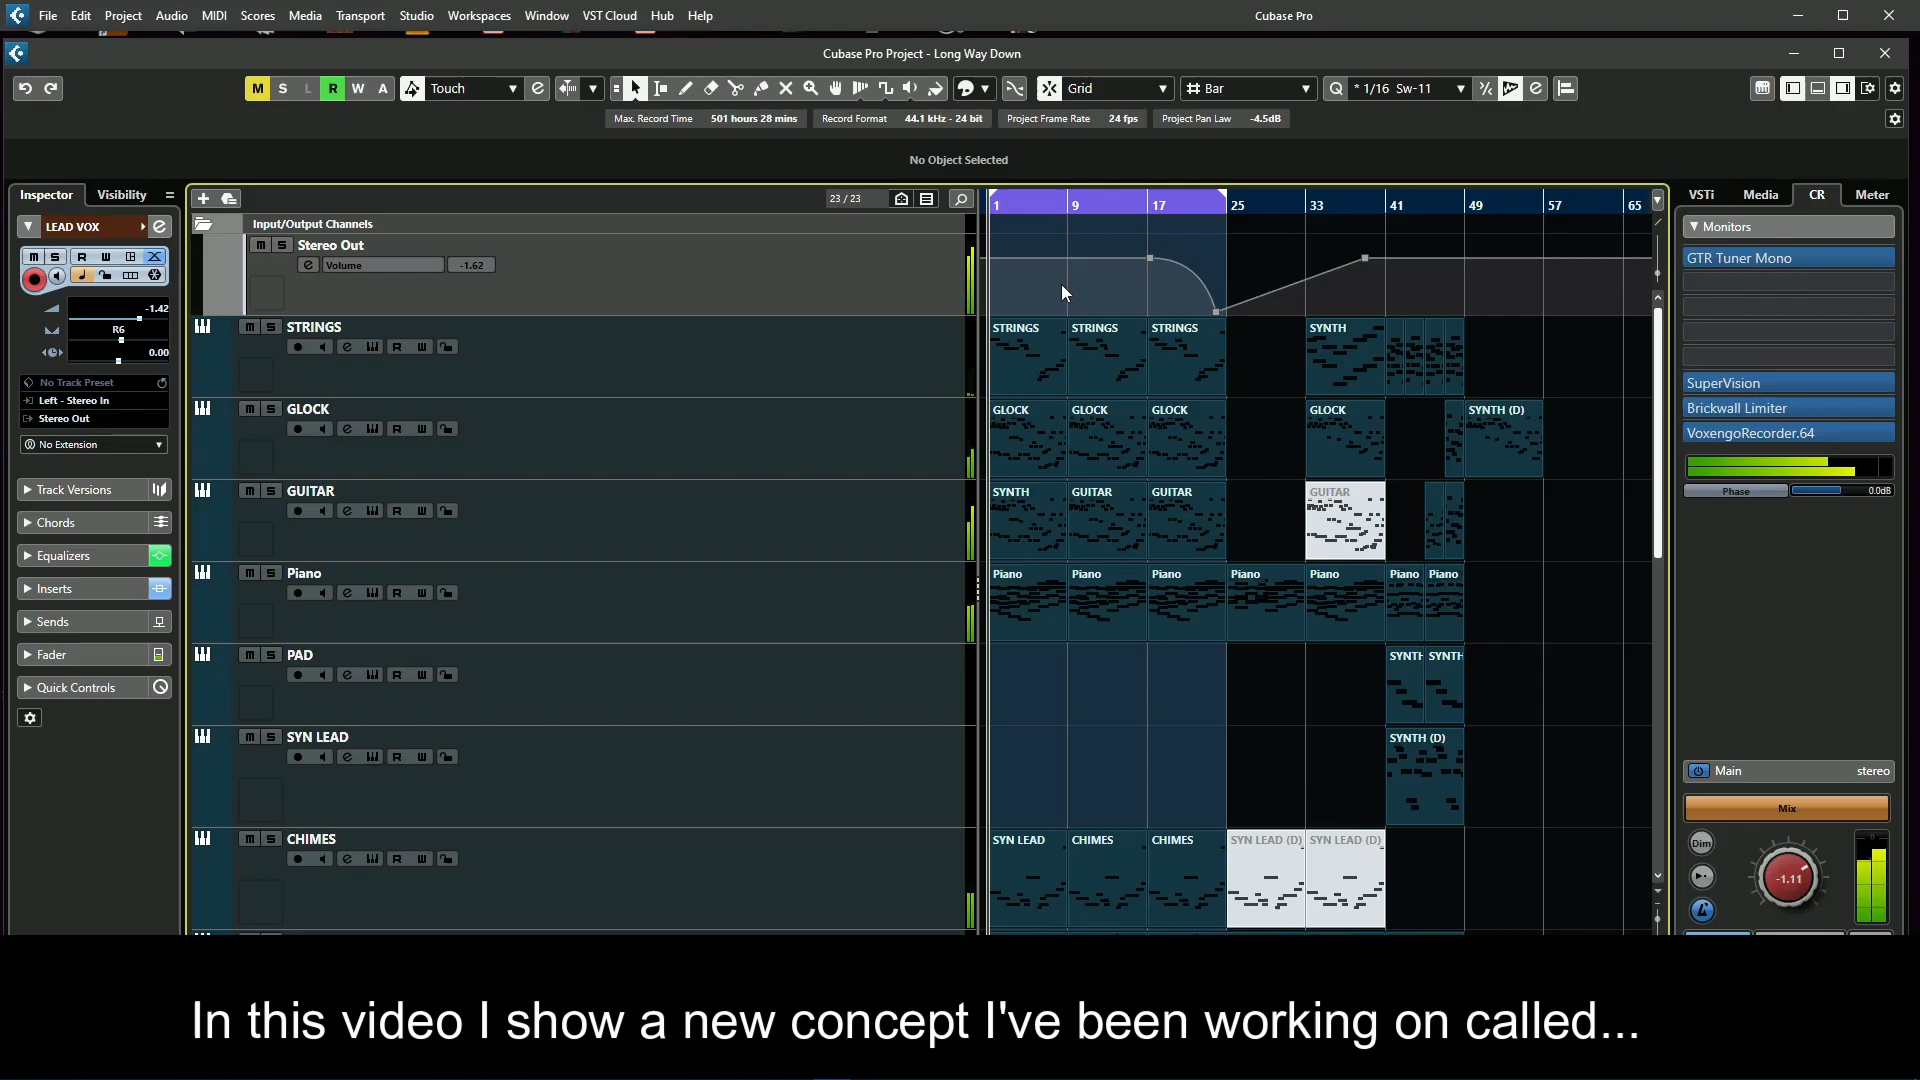 File Edit Project Audio MIDI Scores Media Transport Studio Workspaces Window VST Cloud Hub Help Cubase Pro
Cubase Pro Project - Long Way Down
M S L R W A Touch Grid Bar Q * 1/16 Sw-11
Max. Record Time 501 hours 28 mins Record Format 44.1 kHz - 24 bit Project Frame Rate 24 fps Project Pan Law -4.5dB
No Object Selected
Inspector Visibility 23 / 23 1 9 17 25 33 41 49 57 65 VSTi Media CR Meter
LEAD VOX Input/Output Channels Monitors
m S R W m S Stereo Out
Volume -1.62 GTR Tuner Mono
-1.42
R6
0.00
m S STRINGS STRINGS STRINGS STRINGS SYNTH
R
No Track Preset SuperVision
Left - Stereo In m S GLOCK GLOCK GLOCK GLOCK GLOCK SYNTH (D) Brickwall Limiter
Stereo Out R VoxengoRecorder.64
No Extension
Track Versions m S GUITAR SYNTH GUITAR GUITAR GUITAR Phase 0.0dB
R
Chords
Equalizers
Inserts m S Piano Piano Piano Piano Piano Piano Piano Piano
R
Sends
Fader m S PAD SYNTH SYNTH
R
Quick Controls
m S SYN LEAD SYNTH (D)
R
Main stereo
Mix
m S CHIMES SYN LEAD CHIMES CHIMES SYN LEAD (D) SYN LEAD (D) Dim
R
-1.11
In this video I show a new concept I've been working on called...